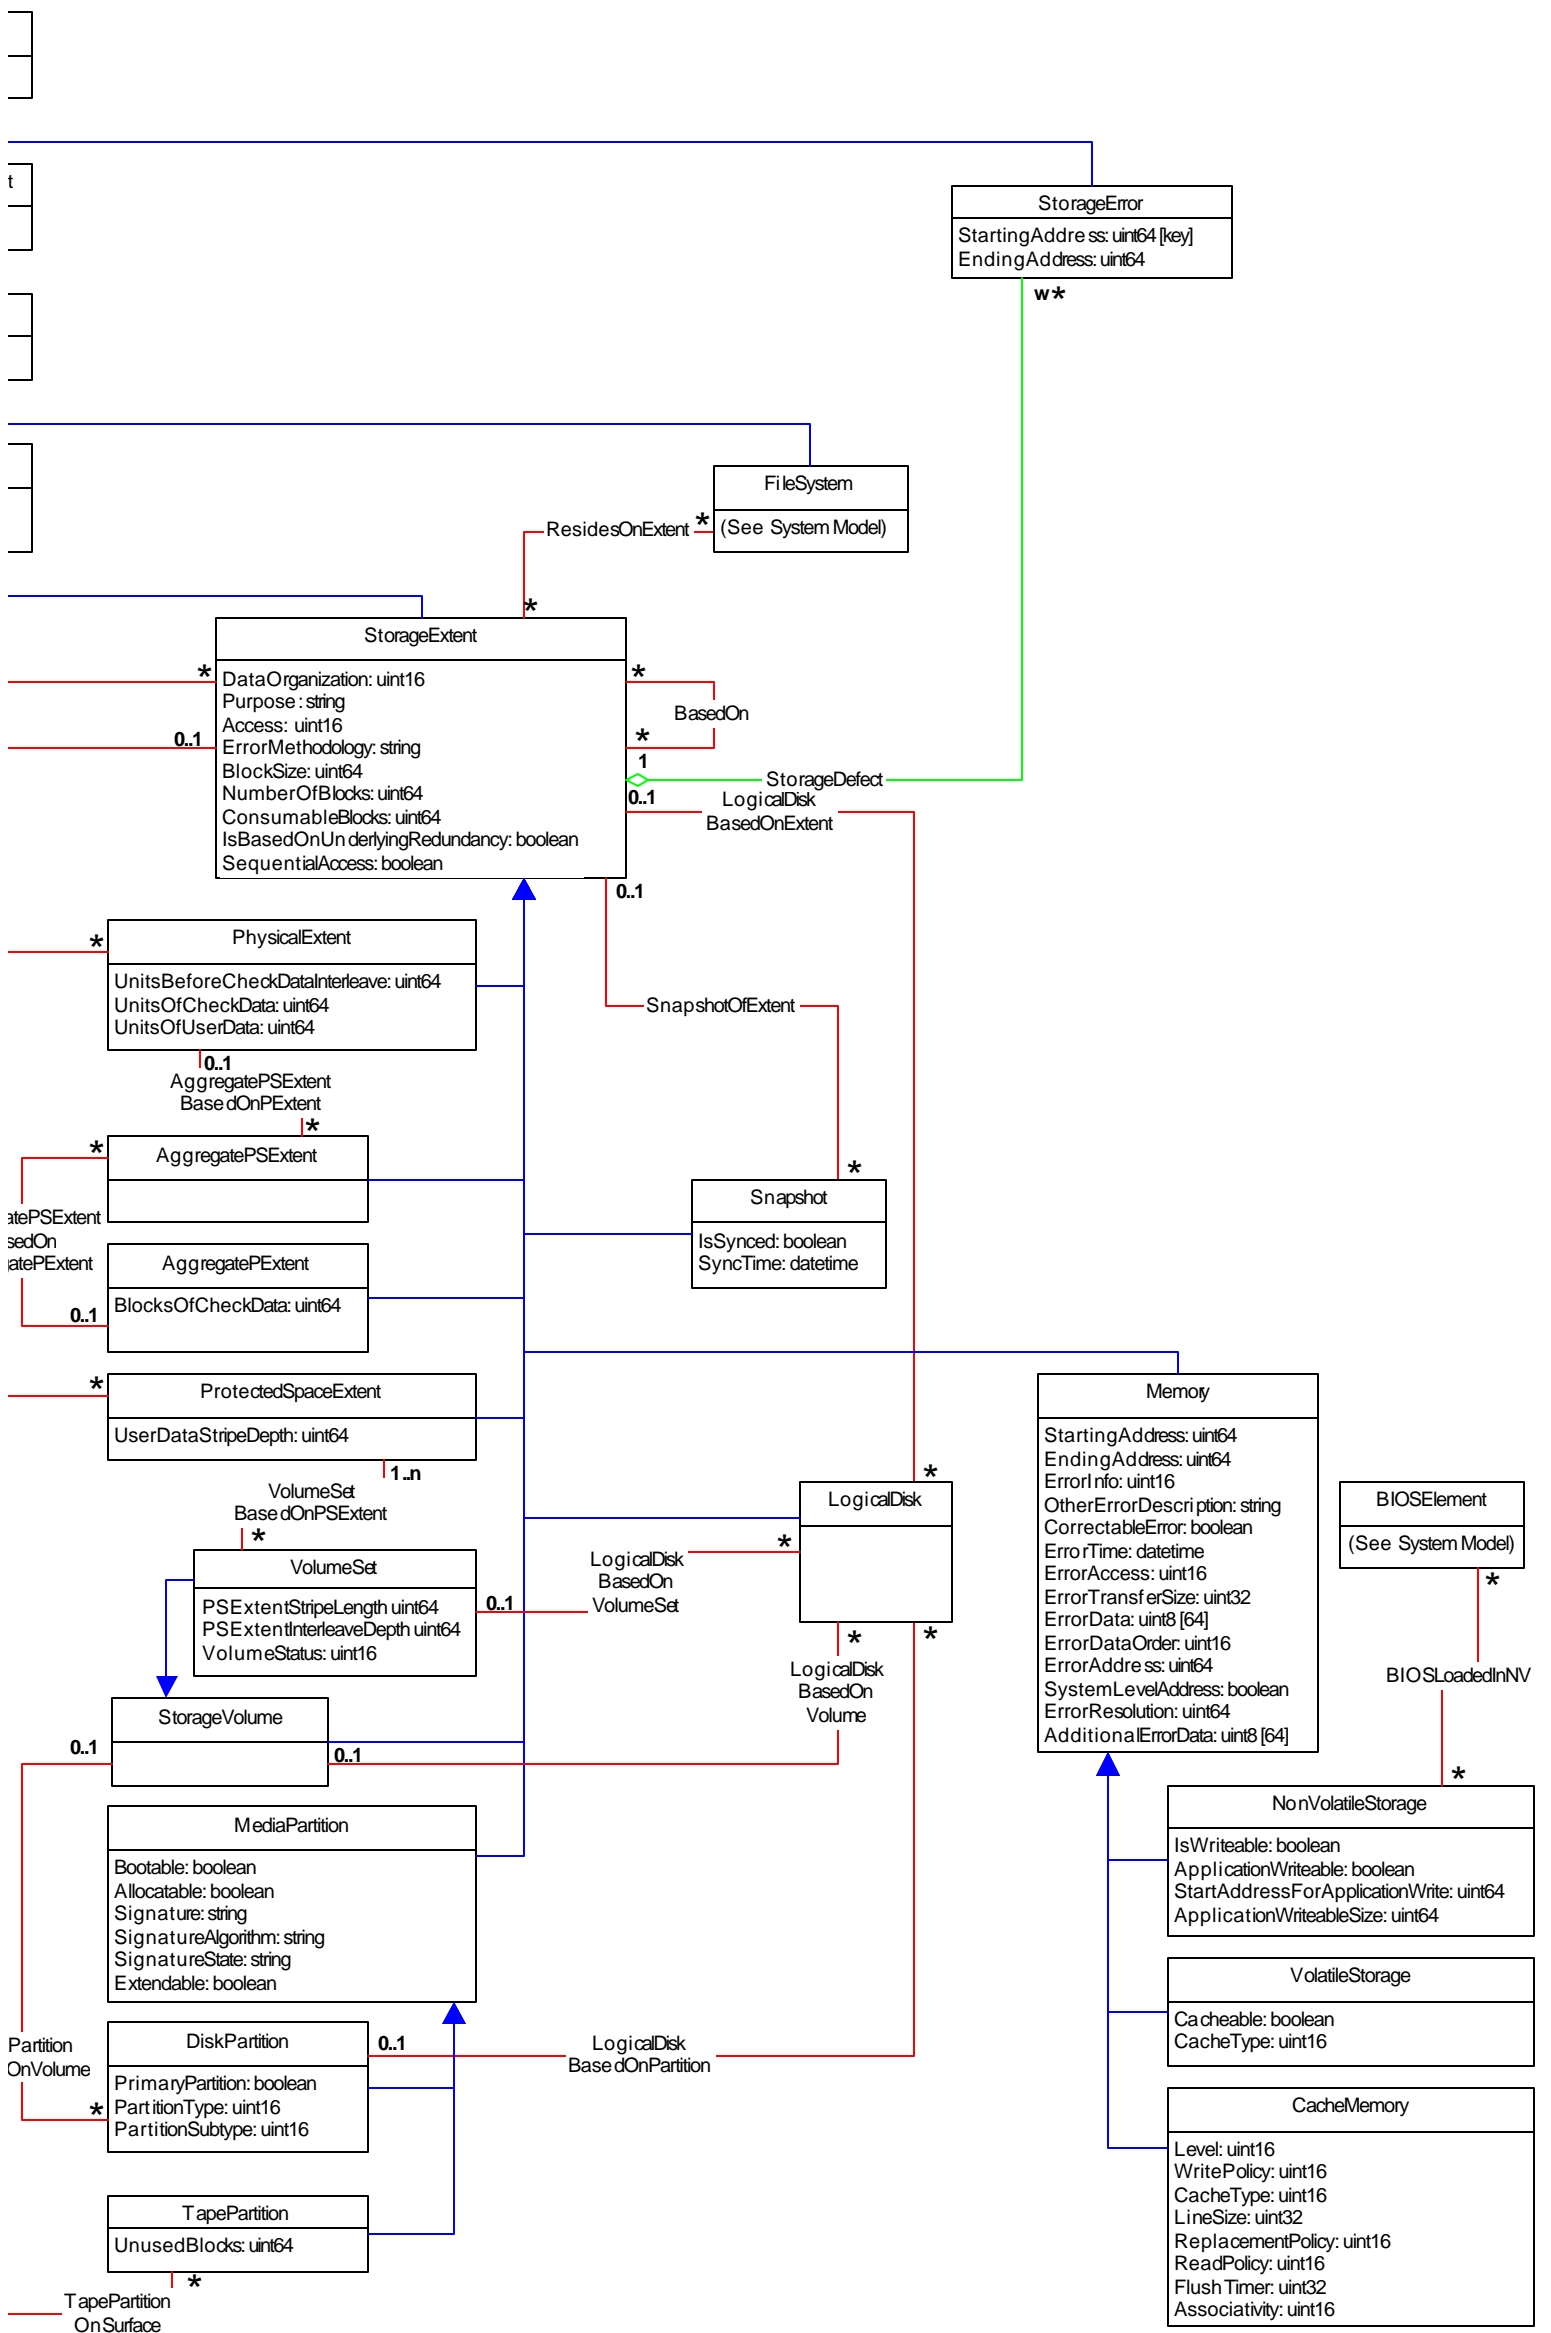 t
StorageError
StartingAddress: uint64 [key]
EndingAddress: uint64
w*
FileSystem
(See System Model)
*
ResidesOnExtent
*
StorageExtent
*
DataOrganization: uint16
Purpose: string
Access: uint16
0..1
ErrorMethodology: string
BlockSize: uint64
NumberOfBlocks: uint64
ConsumableBlocks: uint64
IsBasedOnUnderlyingRedundancy: boolean
SequentialAccess: boolean
*
BasedOn
*
1
StorageDefect
0..1
LogicalDisk
BasedOnExtent
0..1
*
PhysicalExtent
UnitsBeforeCheckDataInterleave: uint64
UnitsOfCheckData: uint64
UnitsOfUserData: uint64
SnapshotOfExtent
0..1
AggregatePSExtent
BasedOnPExtent
*
*
AggregatePSExtent
*
Snapshot
IsSynced: boolean
SyncTime: datetime
atePSExtent
sedOn
gatePExtent
AggregatePExtent
BlocksOfCheckData: uint64
0..1
*
ProtectedSpaceExtent
UserDataStripeDepth: uint64
1..n
VolumeSet
BasedOnPSExtent
*
Memory
StartingAddress: uint64
EndingAddress: uint64
ErrorInfo: uint16
OtherErrorDescription: string
CorrectableError: boolean
ErrorTime: datetime
ErrorAccess: uint16
ErrorTransferSize: uint32
ErrorData: uint8 [64]
ErrorDataOrder: uint16
ErrorAddress: uint64
SystemLevelAddress: boolean
ErrorResolution: uint64
AdditionalErrorData: uint8 [64]
*
LogicalDisk
*
BIOSElement
(See System Model)
*
VolumeSet
PSExtentStripeLength uint64
PSExtentInterleaveDepth uint64
VolumeStatus: uint16
0..1
LogicalDisk
BasedOn
VolumeSet
*
*
LogicalDisk
BasedOn
Volume
BIOSLoadedInNV
*
StorageVolume
0..1
0..1
NonVolatileStorage
IsWriteable: boolean
ApplicationWriteable: boolean
StartAddressForApplicationWrite: uint64
ApplicationWriteableSize: uint64
MediaPartition
Bootable: boolean
Allocatable: boolean
Signature: string
SignatureAlgorithm: string
SignatureState: string
Extendable: boolean
VolatileStorage
Cacheable: boolean
CacheType: uint16
Partition
OnVolume
DiskPartition
PrimaryPartition: boolean
PartitionType: uint16
PartitionSubtype: uint16
*
0..1
LogicalDisk
BasedOnPartition
CacheMemory
Level: uint16
WritePolicy: uint16
CacheType: uint16
LineSize: uint32
ReplacementPolicy: uint16
ReadPolicy: uint16
FlushTimer: uint32
Associativity: uint16
TapePartition
UnusedBlocks: uint64
*
TapePartition
OnSurface